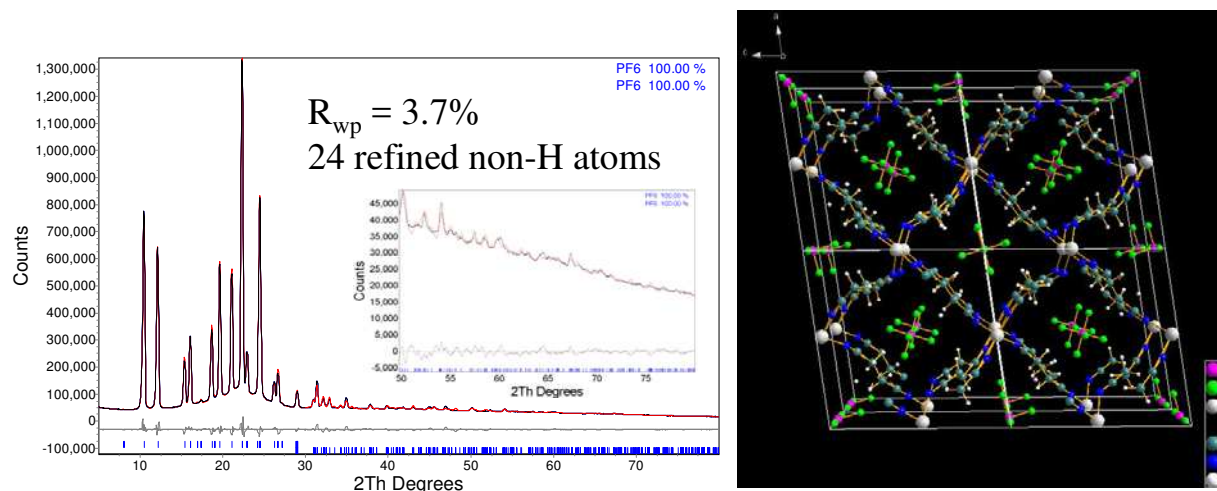 PF6 100.00 %
PF6 100.00 %
R_wp = 3.7%
24 refined non-H atoms
1,300,000
1,200,000
1,100,000
1,000,000
900,000
800,000
700,000
600,000
500,000
400,000
300,000
200,000
100,000
0
-100,000
Counts
10 20 30 40 50 60 70
2Th Degrees
PF6 100.00 %
PF6 100.00 %
45,000
40,000
35,000
30,000
25,000
20,000
15,000
10,000
5,000
0
-5,000
Counts
50 55 60 65 70 75
2Th Degrees
a
c